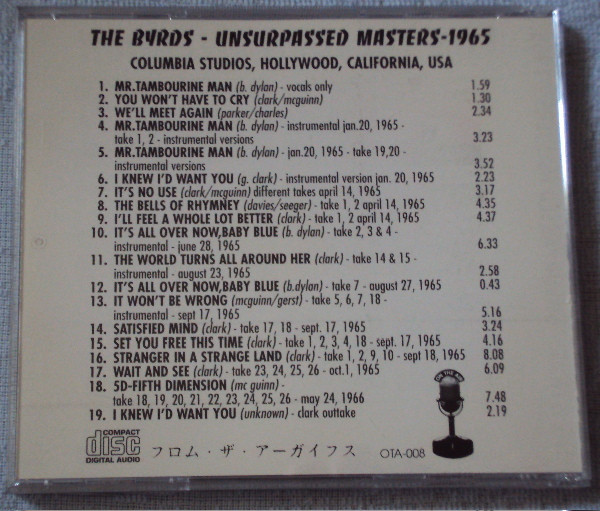 THE BYRDS - UNSURPASSED MASTERS-1965
COLUMBIA STUDIOS, HOLLYWOOD, CALIFORNIA, USA
1. MR.TAMBOURINE MAN (b. dylan) - vocals only 1.59
2. YOU WON'T HAVE TO CRY (clark/mcguinn) 1.30
3. WE'LL MEET AGAIN (parker/charles) 2.34
4. MR.TAMBOURINE MAN (b. dylan) - instrumental jan.20, 1965 -
take 1, 2 - instrumental versions 3.23
5. MR.TAMBOURINE MAN (b. dylan) - jan.20, 1965 - take 19,20 -
instrumental versions 3.52
6. I KNEW I'D WANT YOU (g. clark) - instrumental version jan. 20, 1965 2.23
7. IT'S NO USE (clark/mcguinn) different takes april 14, 1965 3.17
8. THE BELLS OF RHYMNEY (davies/seeger) - take 1, 2 april 14, 1965 4.35
9. I'LL FEEL A WHOLE LOT BETTER (clark) - take 1, 2 april 14, 1965 4.37
10. IT'S ALL OVER NOW,BABY BLUE (b. dylan) - take 2, 3 & 4 -
instrumental - june 28, 1965 6.33
11. THE WORLD TURNS ALL AROUND HER (clark) - take 14 & 15 -
instrumental - august 23, 1965 2.58
12. IT'S ALL OVER NOW,BABY BLUE (b.dylan) - take 7 - august 27, 1965 0.43
13. IT WON'T BE WRONG (mcguinn/gerst) - take 5, 6, 7, 18 -
instrumental - sept 17, 1965 5.16
14. SATISFIED MIND (clark) - take 17, 18 - sept. 17, 1965 3.24
15. SET YOU FREE THIS TIME (clark) - take 1, 2, 3, 4, 18 - sept. 17, 1965 4.16
16. STRANGER IN A STRANGE LAND (clark) - take 1, 2, 9, 10 - sept 18, 1965 8.08
17. WAIT AND SEE (clark) - take 23, 24, 25, 26 - oct.1, 1965 6.09
18. 5D-FIFTH DIMENSION (mc guinn) -
take 18, 19, 20, 21, 22, 23, 24, 25, 26 - may 24, 1966 7.48
19. I KNEW I'D WANT YOU (unknown) - clark outtake 2.19
ON THE AIR
COMPACT
disc
DIGITAL AUDIO
フロム・ザ・アーガイフス
OTA-008